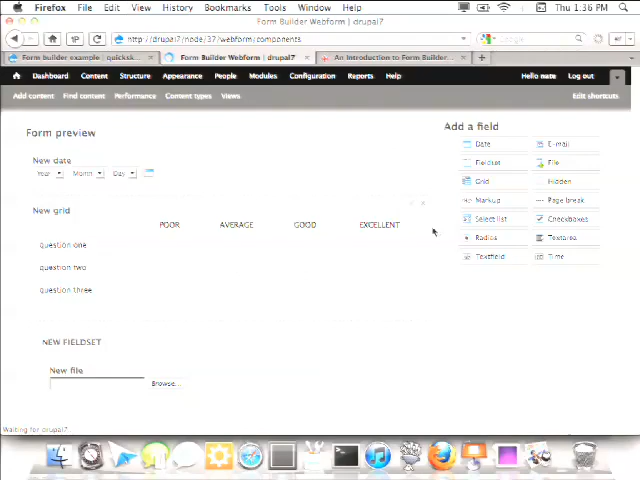 Firefox File Edit View History Bookmarks Tools Window Help Thu 1:36 PM
Form Builder Webform | drupal7
http://drupal7/node/37/webform/components
Form builder example | quicksk... Form Builder Webform | drupal7 An Introduction to Form Builder...
Dashboard Content Structure Appearance People Modules Configuration Reports Help Hello nate Log out
Add content Find content Performance Content types Views Edit shortcuts
Form preview
Add a field
New date
Year Month Day
Date E-mail
Fieldset File
Grid Hidden
Markup Page break
Select list Checkboxes
Radios Textarea
Textfield Time
New grid
POOR AVERAGE GOOD EXCELLENT
question one
question two
question three
NEW FIELDSET
New file
Browse...
Waiting for drupal7...